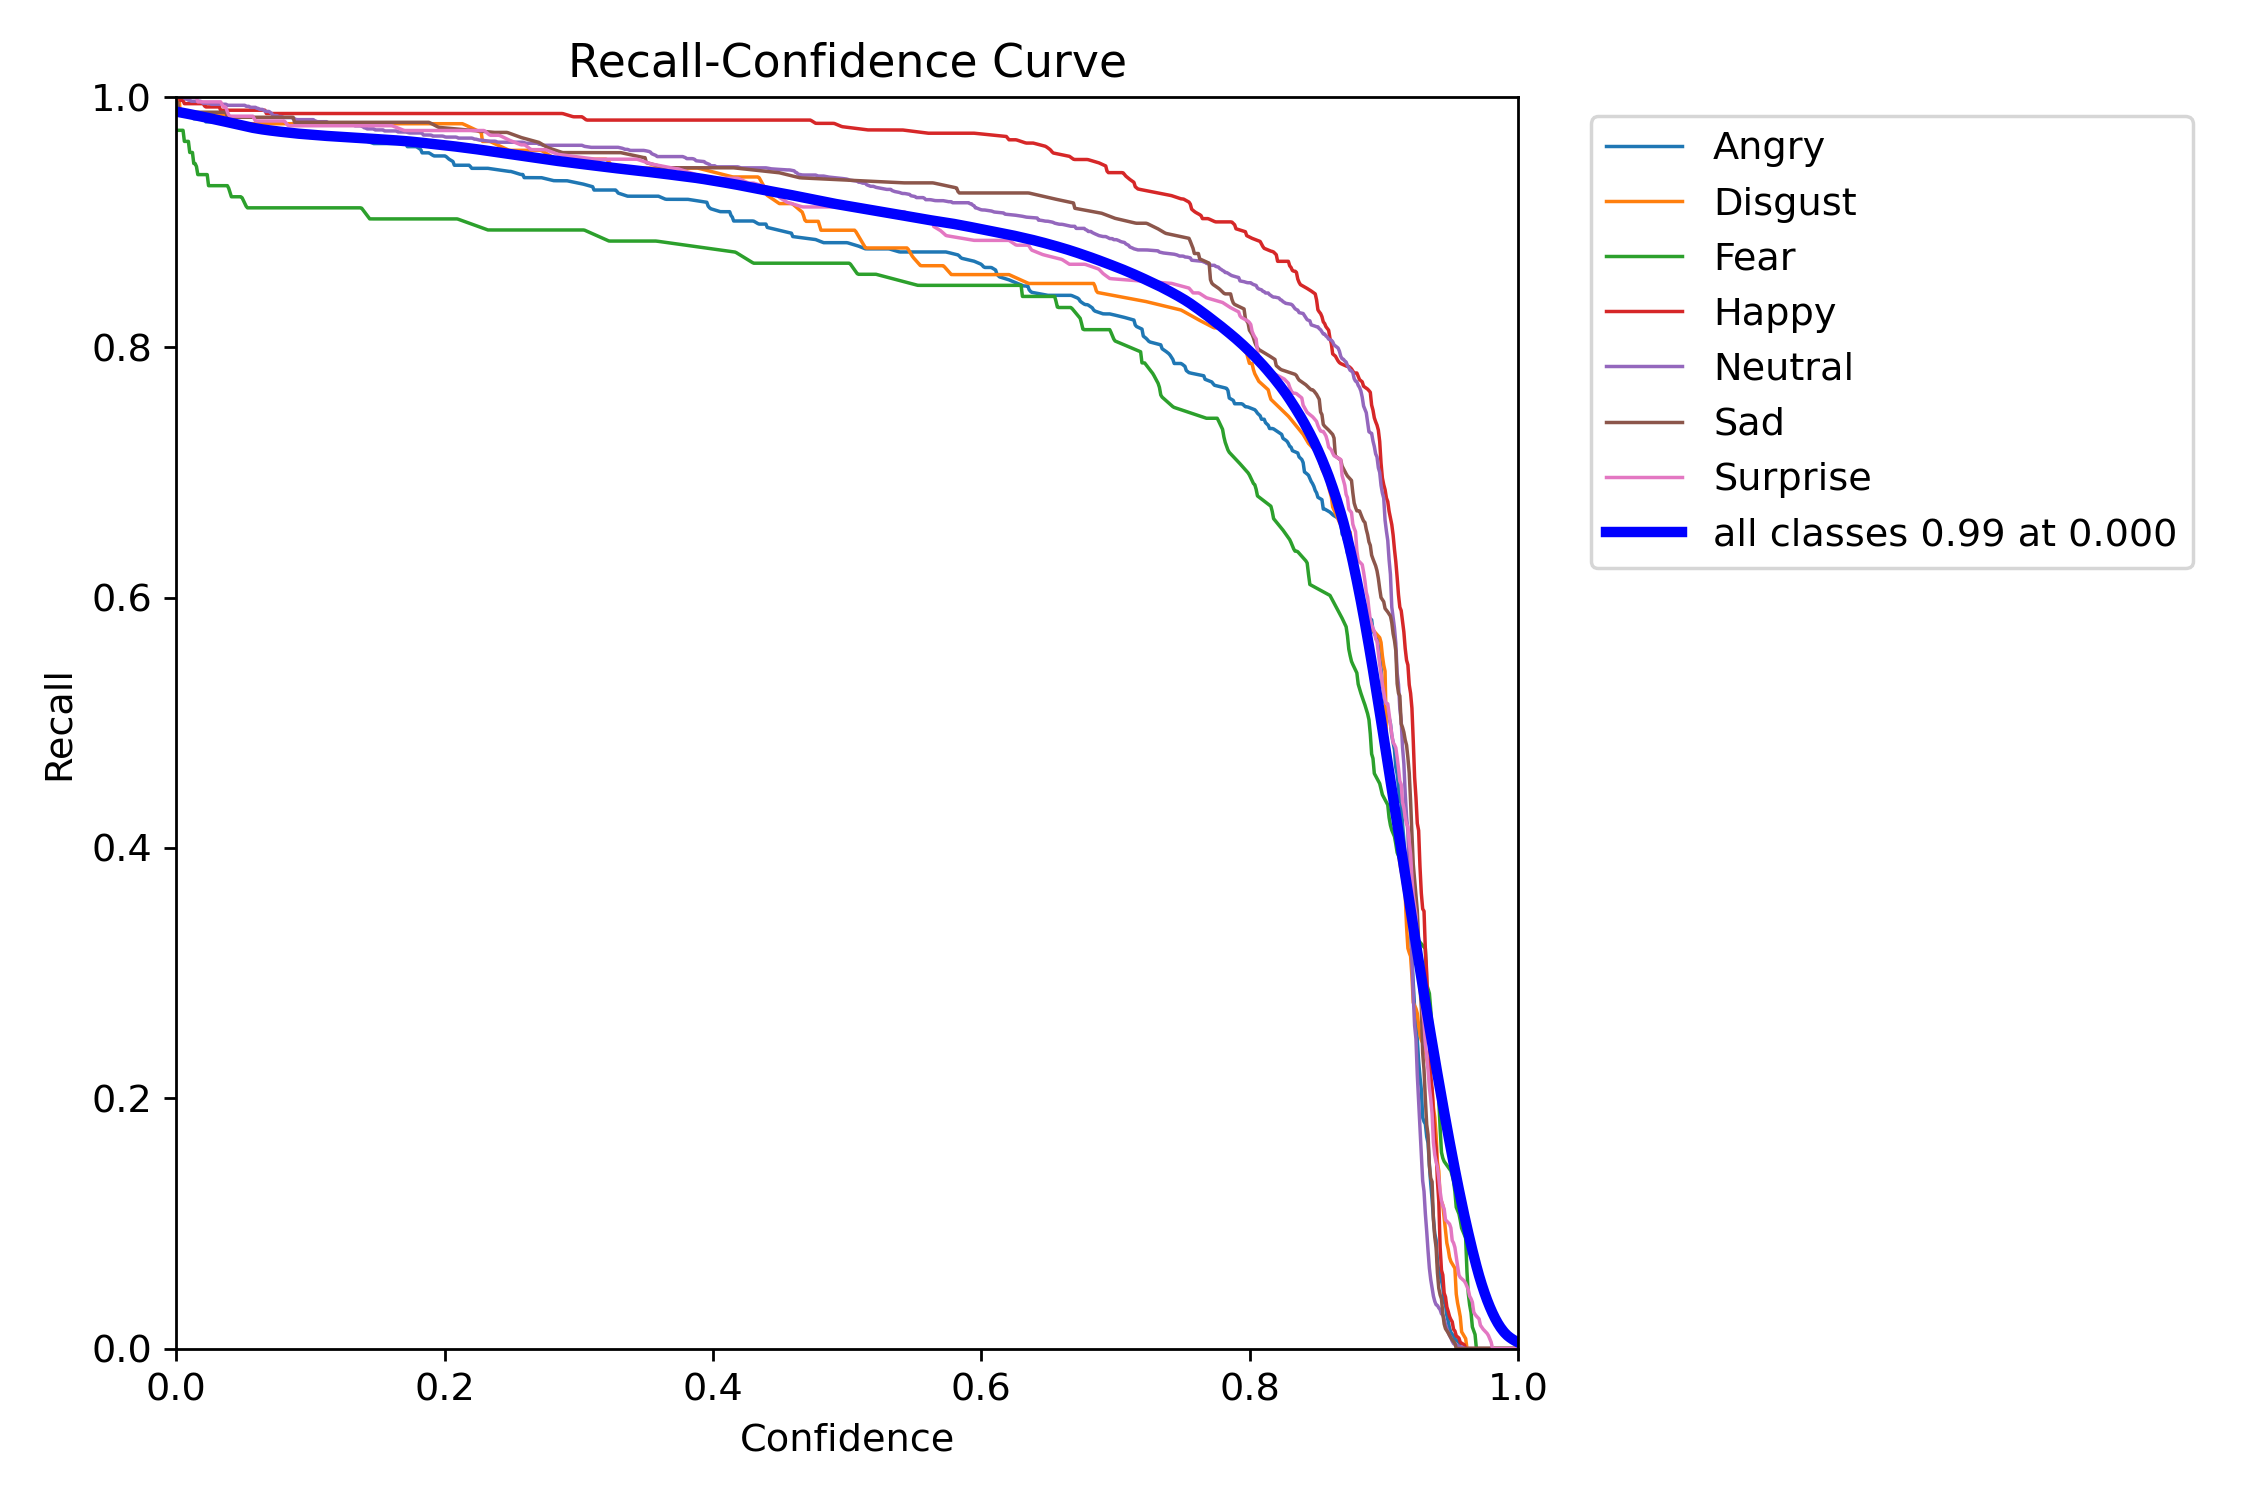 Recall-Confidence Curve
1.0
0.8
0.6
0.4
0.2
0.0
Recall
0.0 0.2 0.4 0.6 0.8 1.0
Confidence
Angry
Disgust
Fear
Happy
Neutral
Sad
Surprise
all classes 0.99 at 0.000